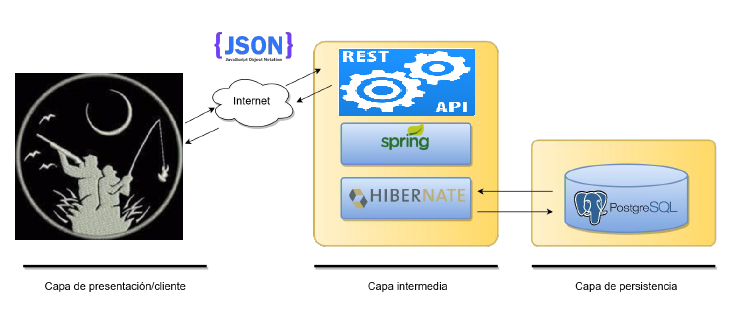 {JSON}
JavaScript Object Notation
Internet
REST
API
spring
HIBERNATE
PostgreSQL
Capa de presentación/cliente
Capa intermedia
Capa de persistencia